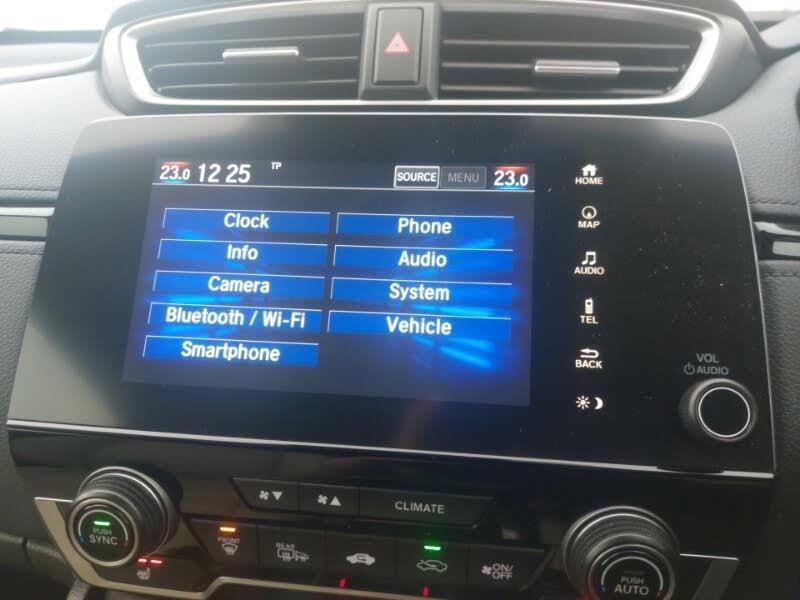 23.0 12 25 TP SOURCE MENU 23.0
HOME
MAP
AUDIO
TEL
BACK
Clock Phone
Info Audio
Camera System
Bluetooth / Wi-Fi Vehicle
Smartphone
VOL
AUDIO
CLIMATE
PUSH
SYNC
FRONT
REAR
ON/
OFF
PUSH
AUTO